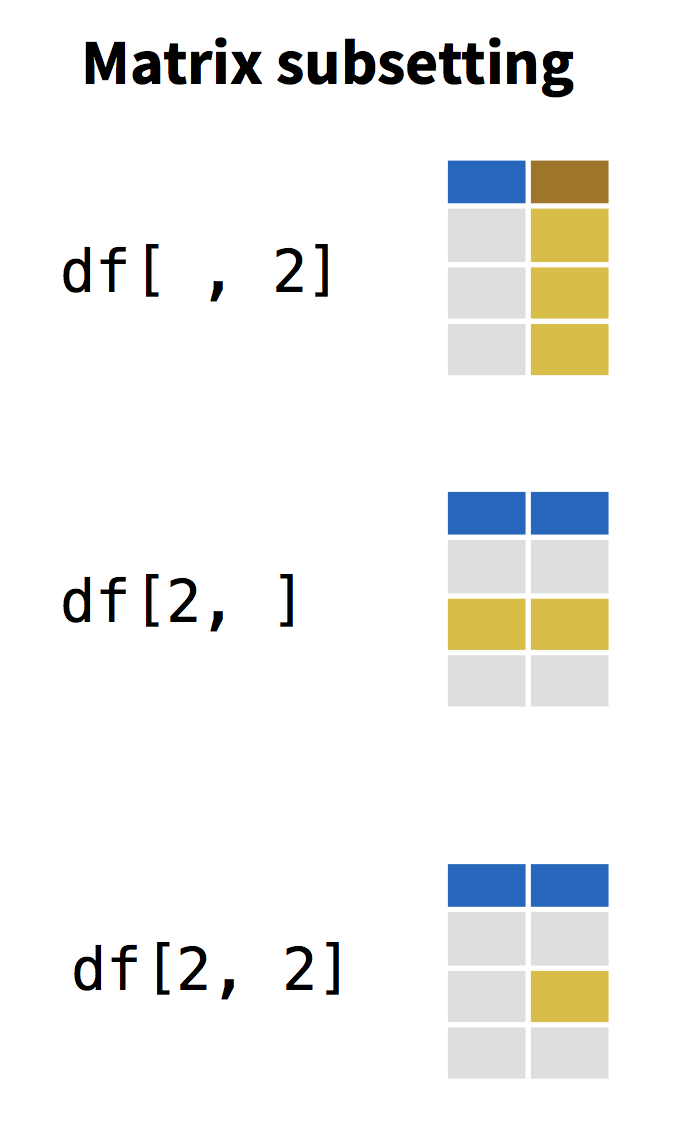 Matrix subsetting
df[ , 2]
df[2, ]
df[2, 2]